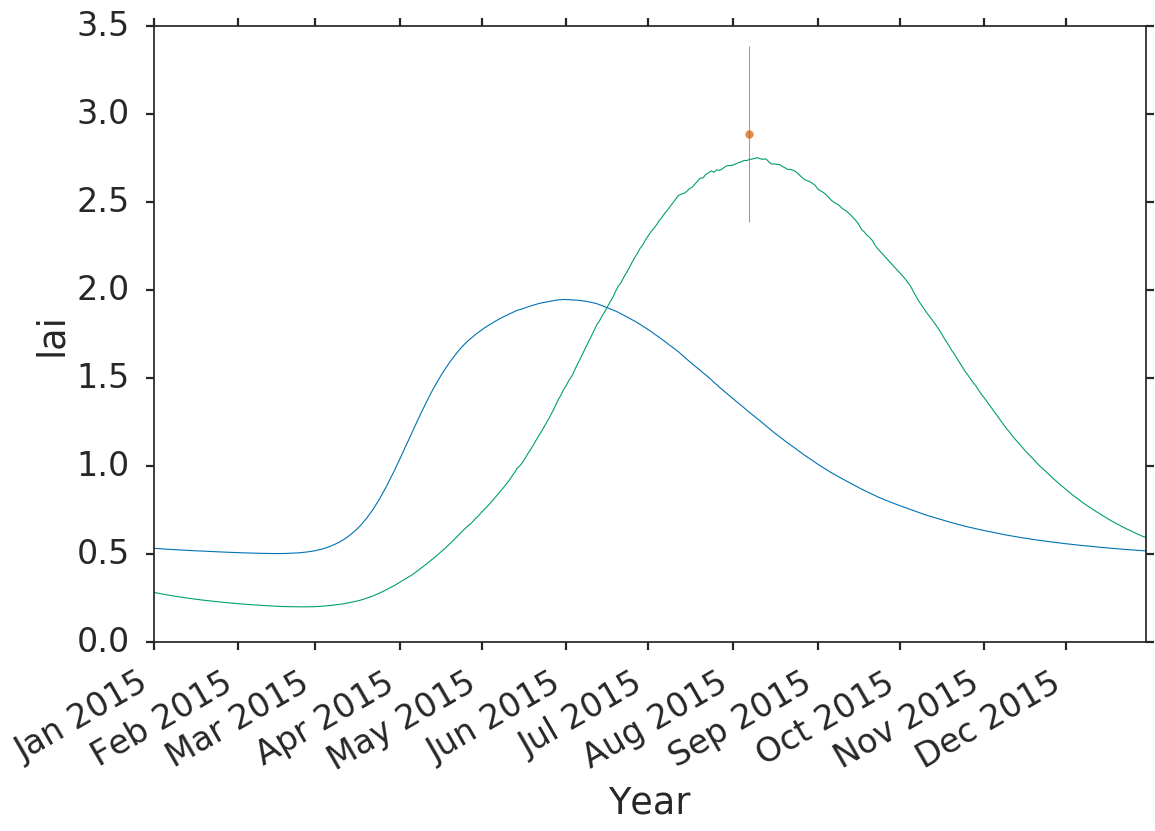 3.5
3.0
2.5
2.0
1.5
1.0
0.5
0.0
lai
Jan 2015
Feb 2015
Mar 2015
Apr 2015
May 2015
Jun 2015
Jul 2015
Aug 2015
Sep 2015
Oct 2015
Nov 2015
Dec 2015
Year